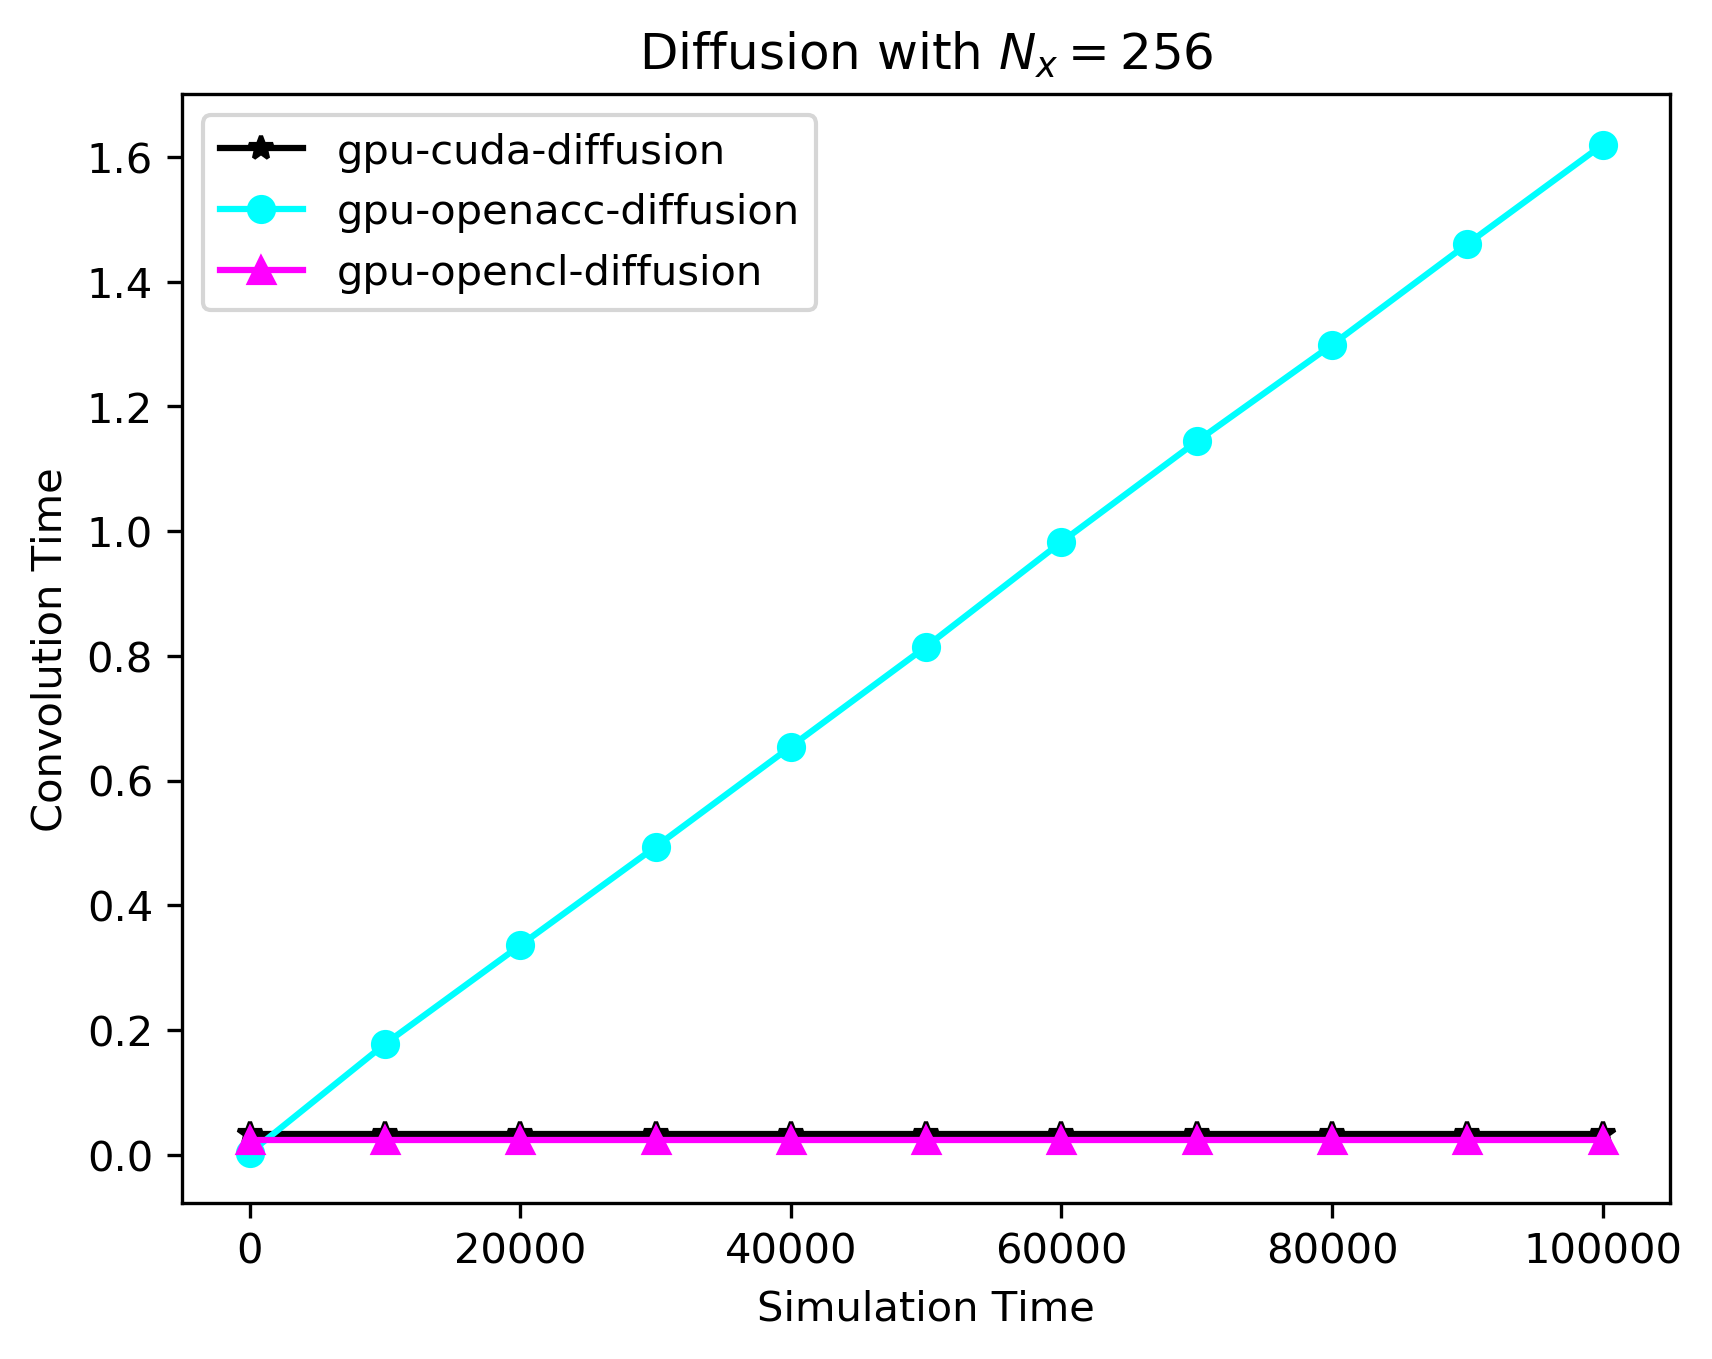 Diffusion with Nₓ = 256
gpu-cuda-diffusion
gpu-openacc-diffusion
gpu-opencl-diffusion
Convolution Time
1.6
1.4
1.2
1.0
0.8
0.6
0.4
0.2
0.0
0 20000 40000 60000 80000 100000
Simulation Time